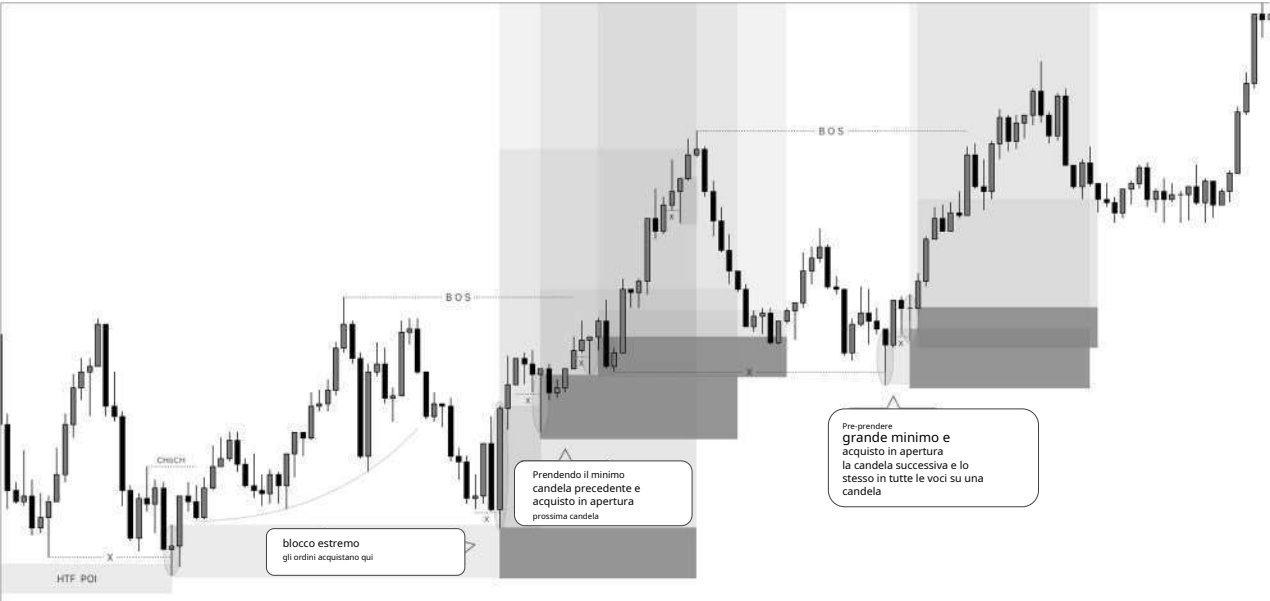 BOS
BOS
x
x
CHoCH
x
x
x
Pre-prendere
grande minimo e
acquisto in apertura
la candela successiva e lo
stesso in tutte le voci su una
candela
Prendendo il minimo
candela precedente e
acquisto in apertura
prossima candela
x
blocco estremo
gli ordini acquistano qui
X
HTF POI